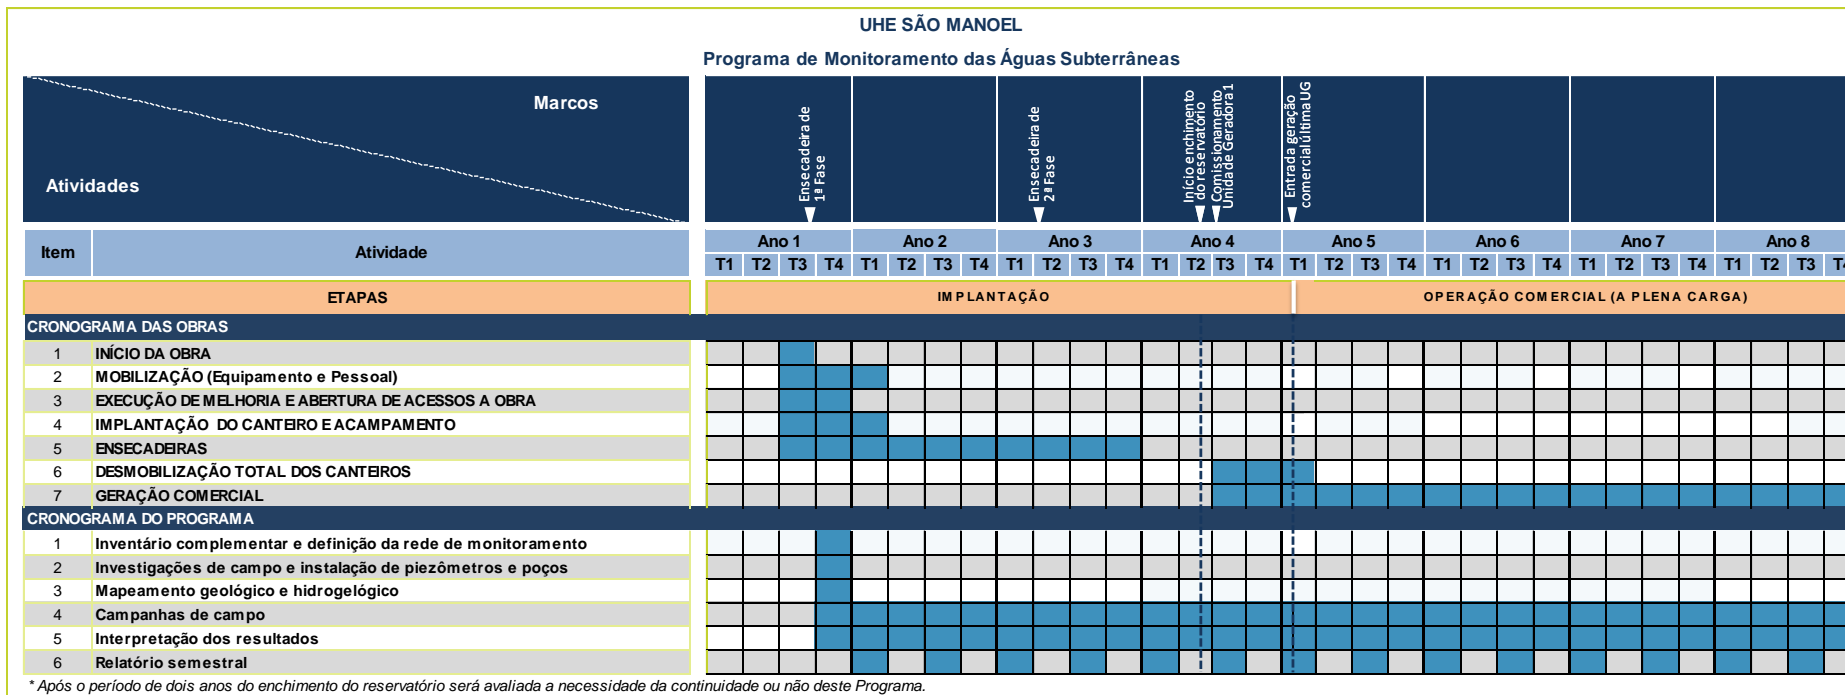 UHE SÃO MANOEL
Programa de Monitoramento das Águas Subterrâneas
Marcos
Atividades
Ensecadeira de
1ª Fase
Ensecadeira de
2ª Fase
Início enchimento
do reservatório
Comissionamento
Unidade Geradora 1
Entrada geração
comercial última UG
Item Atividade Ano 1 Ano 2 Ano 3 Ano 4 Ano 5 Ano 6 Ano 7 Ano 8
T1 T2 T3 T4 T1 T2 T3 T4 T1 T2 T3 T4 T1 T2 T3 T4 T1 T2 T3 T4 T1 T2 T3 T4 T1 T2 T3 T4 T1 T2 T3 T4
ETAPAS IMPLANTAÇÃO OPERAÇÃO COMERCIAL (A PLENA CARGA)
CRONOGRAMA DAS OBRAS
1 INÍCIO DA OBRA
2 MOBILIZAÇÃO (Equipamento e Pessoal)
3 EXECUÇÃO DE MELHORIA E ABERTURA DE ACESSOS A OBRA
4 IMPLANTAÇÃO DO CANTEIRO E ACAMPAMENTO
5 ENSECADEIRAS
6 DESMOBILIZAÇÃO TOTAL DOS CANTEIROS
7 GERAÇÃO COMERCIAL
CRONOGRAMA DO PROGRAMA
1 Inventário complementar e definição da rede de monitoramento
2 Investigações de campo e instalação de piezômetros e poços
3 Mapeamento geológico e hidrogelógico
4 Campanhas de campo
5 Interpretação dos resultados
6 Relatório semestral
* Após o período de dois anos do enchimento do reservatório será avaliada a necessidade da continuidade ou não deste Programa.